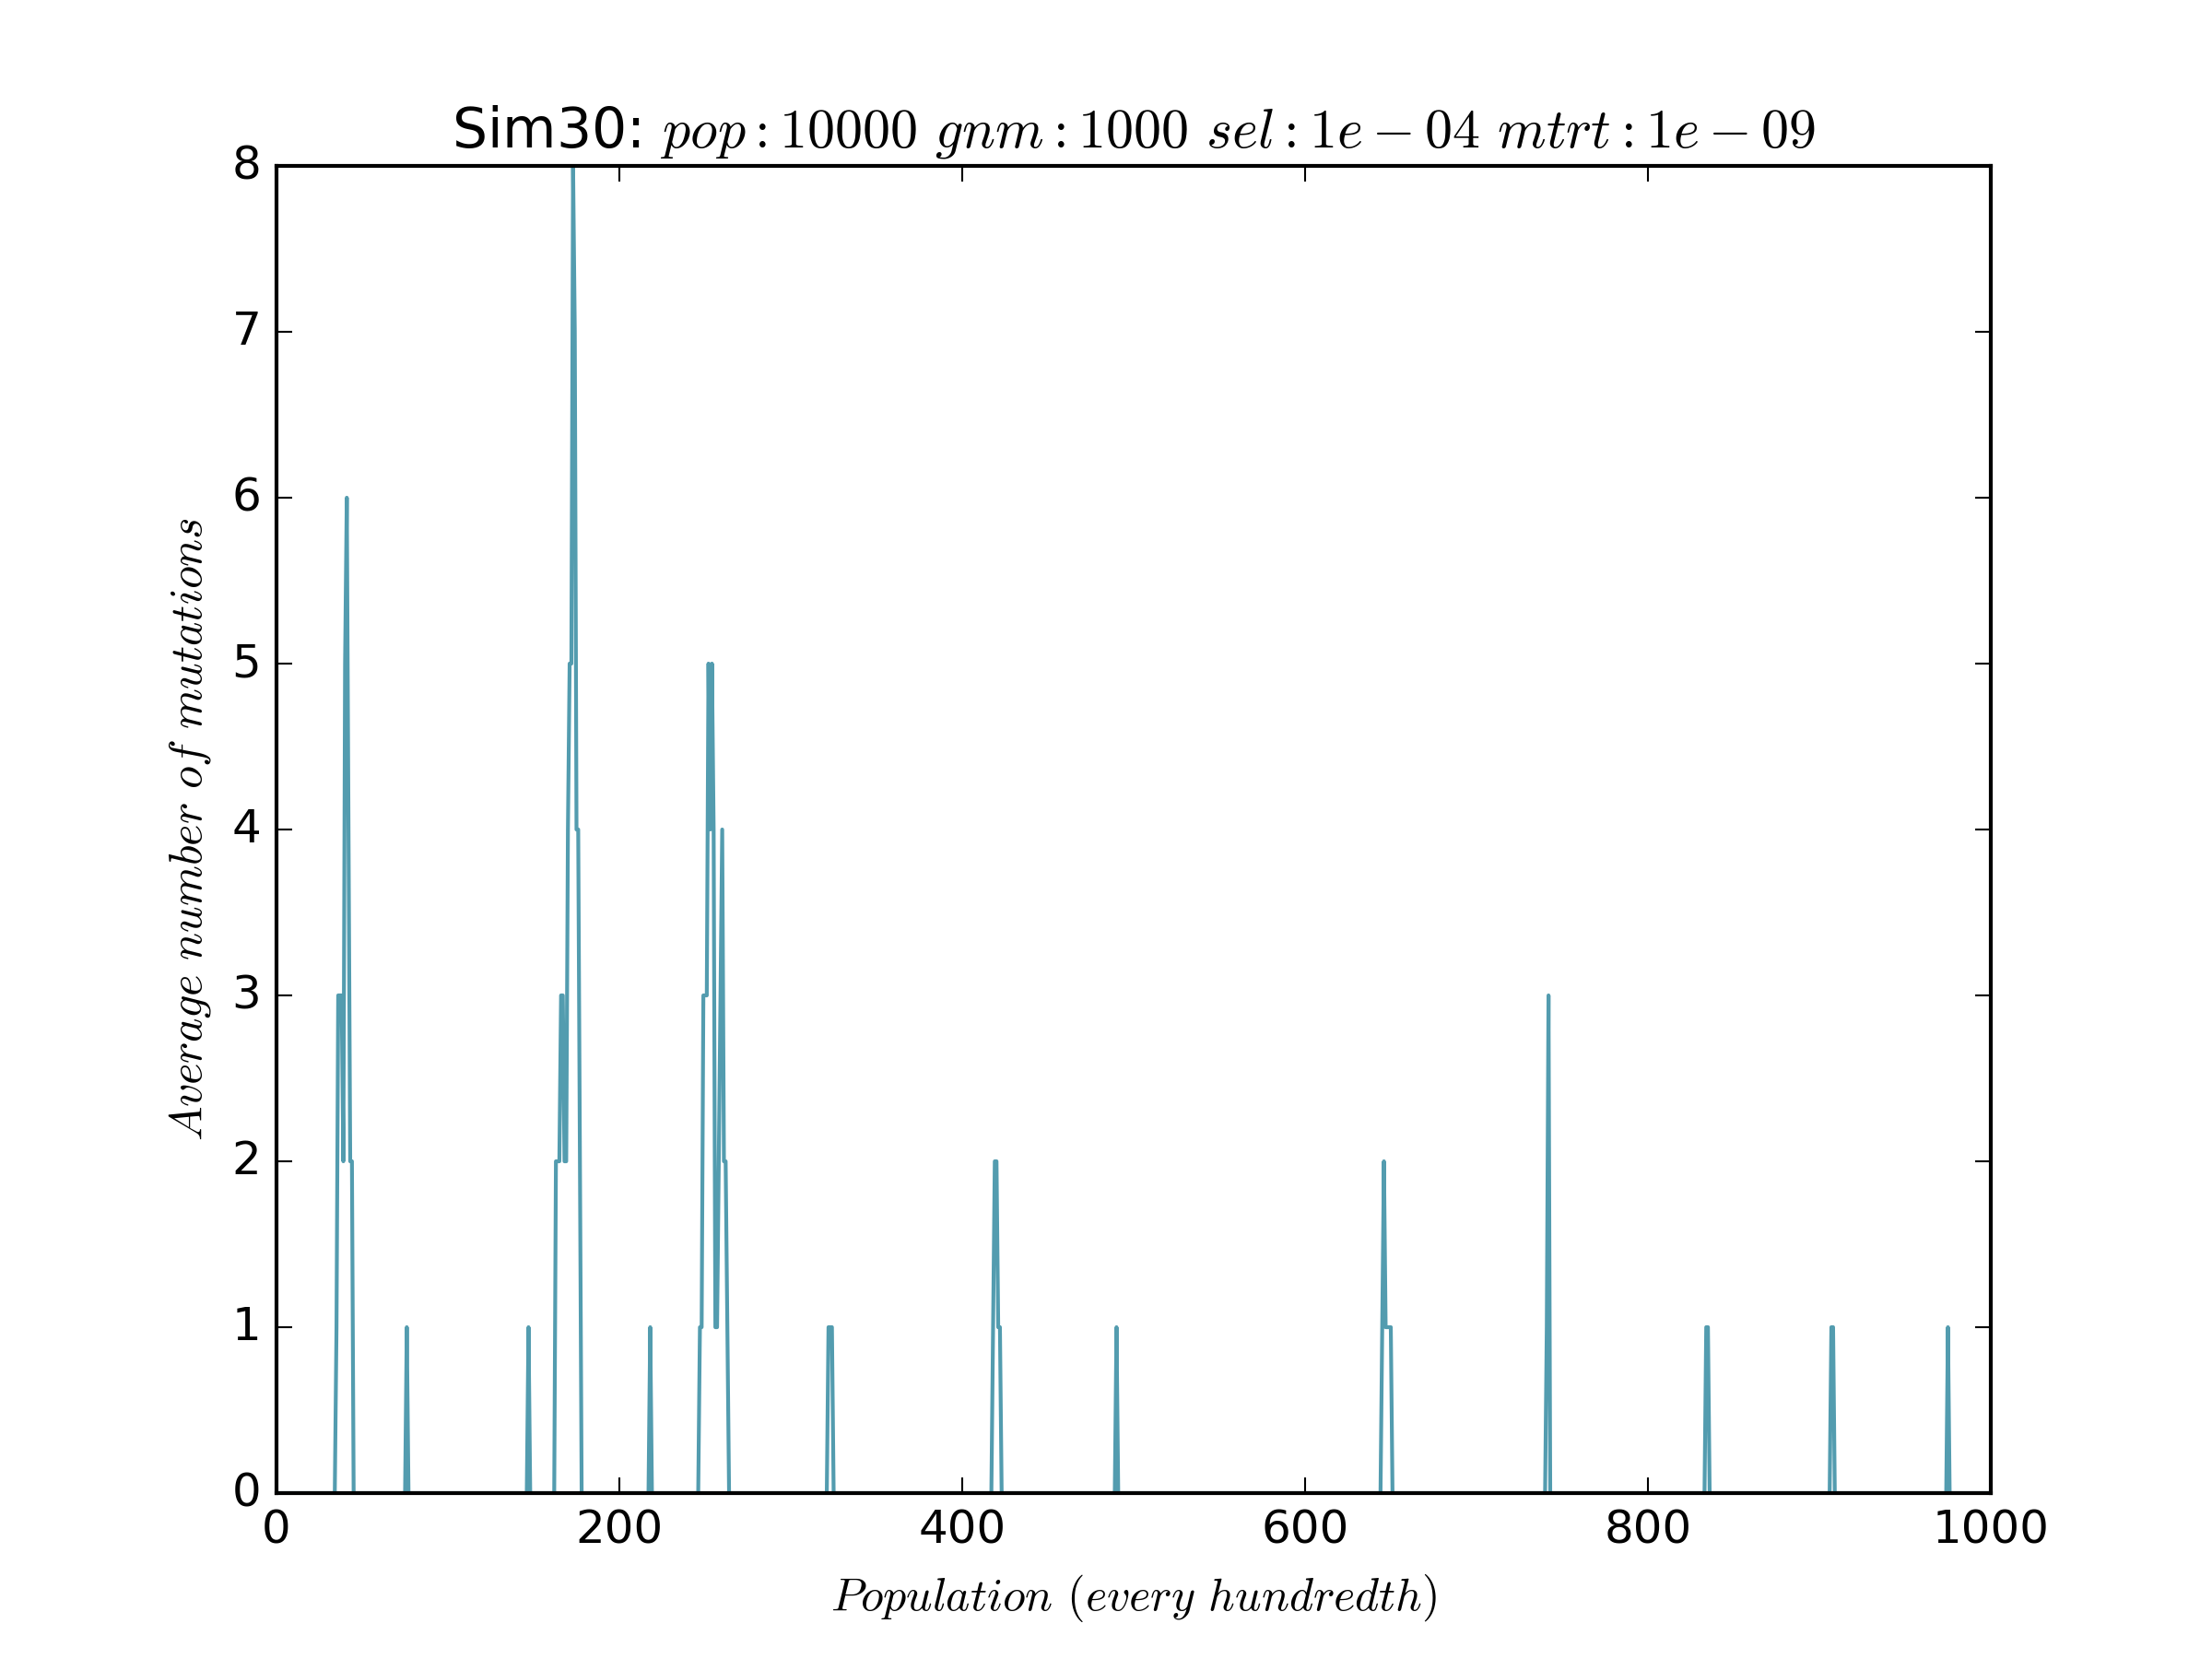 Sim30: pop : 10000 gnm : 1000 sel : 1e − 04 mtrt : 1e − 09
8
7
6
5
4
3
2
1
0
Average number of mutations
0 200 400 600 800 1000
Population (every hundredth)